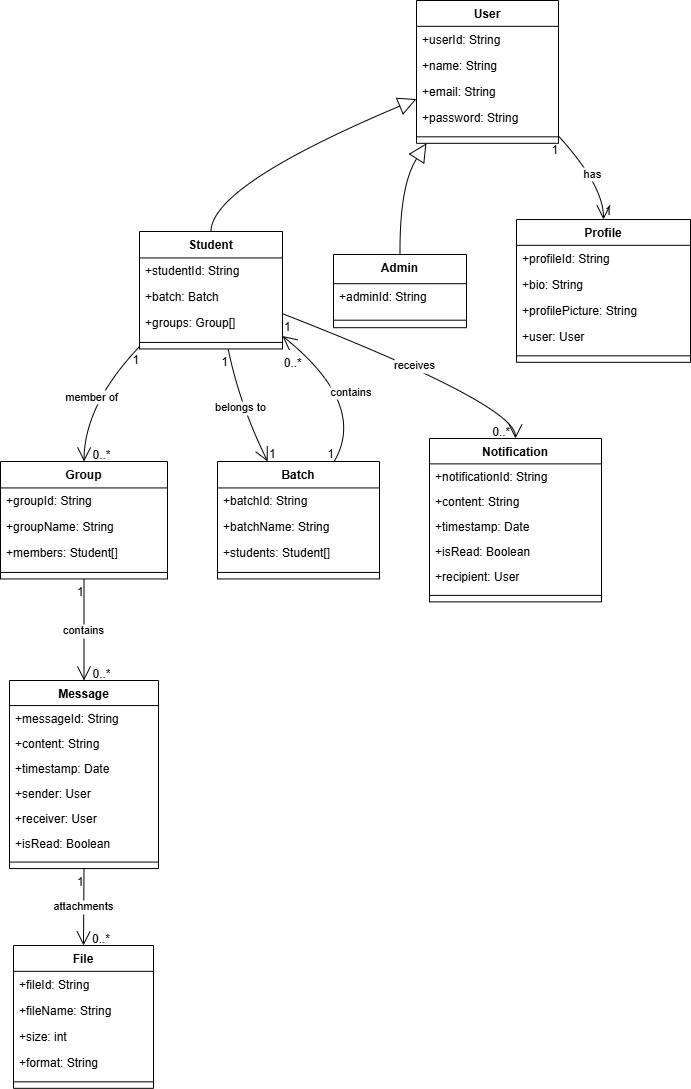 User
+userId: String
+name: String
+email: String
+password: String
1
has
1
Student
+studentId: String
+batch: Batch
+groups: Group[]
Admin
+adminId: String
Profile
+profileId: String
+bio: String
+profilePicture: String
+user: User
1
1
1
0..*
receives
member of
belongs to
contains
0..*
1
1
0..*
Group
+groupId: String
+groupName: String
+members: Student[]
Batch
+batchId: String
+batchName: String
+students: Student[]
Notification
+notificationId: String
+content: String
+timestamp: Date
+isRead: Boolean
+recipient: User
1
contains
0..*
Message
+messageId: String
+content: String
+timestamp: Date
+sender: User
+receiver: User
+isRead: Boolean
1
attachments
0..*
File
+fileId: String
+fileName: String
+size: int
+format: String